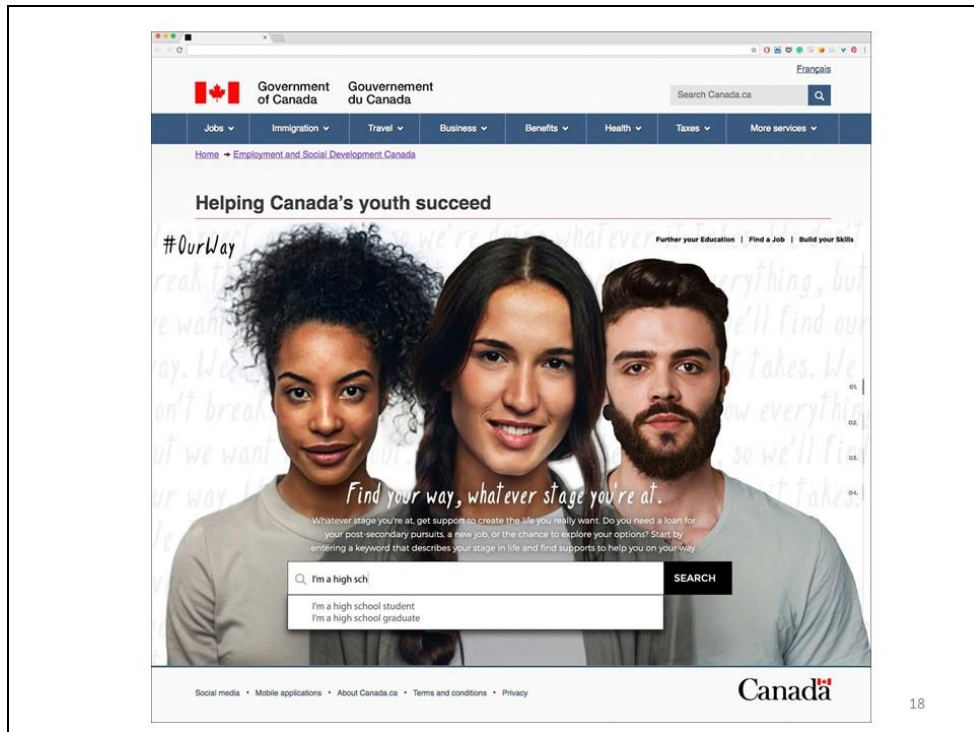 Français
Government of Canada
Gouvernement du Canada
Search Canada.ca
Jobs Immigration Travel Business Benefits Health Taxes More services
Home → Employment and Social Development Canada
Helping Canada's youth succeed
#OurWay
Further your Education | Find a Job | Build your Skills
01.
02.
03.
04.
Find your way, whatever stage you're at.
Whatever stage you're at, get support to create the life you really want. Do you need a loan for
your post-secondary pursuits, a new job, or the chance to explore your options? Start by
entering a keyword that describes your stage in life and find supports to help you on your way.
I'm a high sch
SEARCH
I'm a high school student
I'm a high school graduate
Social media • Mobile applications • About Canada.ca • Terms and conditions • Privacy
Canada
18